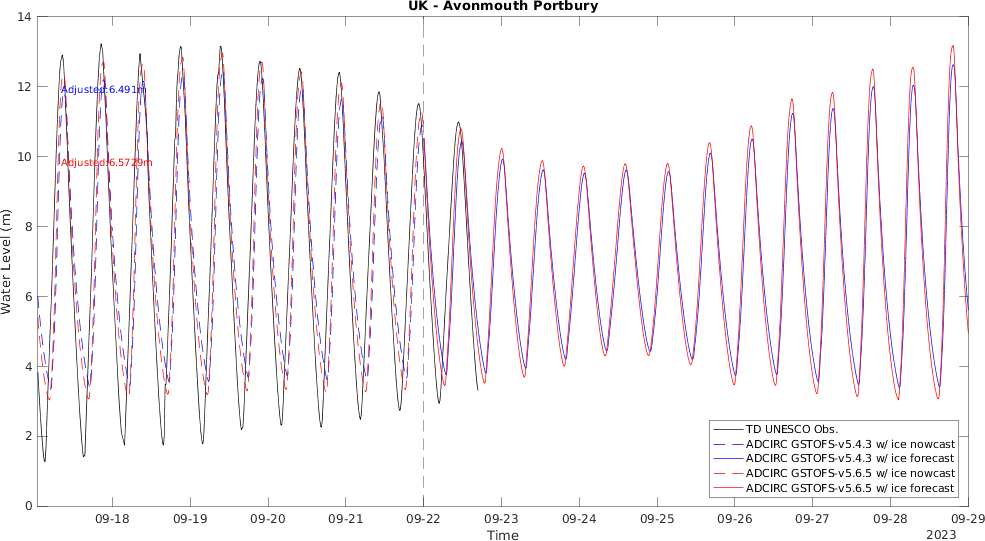 UK - Avonmouth Portbury
14
12
10
8
6
4
2
0
Water Level (m)
Adjusted:6.491m
Adjusted:6.5729m
TD UNESCO Obs.
ADCIRC GSTOFS-v5.4.3 w/ ice nowcast
ADCIRC GSTOFS-v5.4.3 w/ ice forecast
ADCIRC GSTOFS-v5.6.5 w/ ice nowcast
ADCIRC GSTOFS-v5.6.5 w/ ice forecast
09-18 09-19 09-20 09-21 09-22 09-23 09-24 09-25 09-26 09-27 09-28 09-29
Time
2023